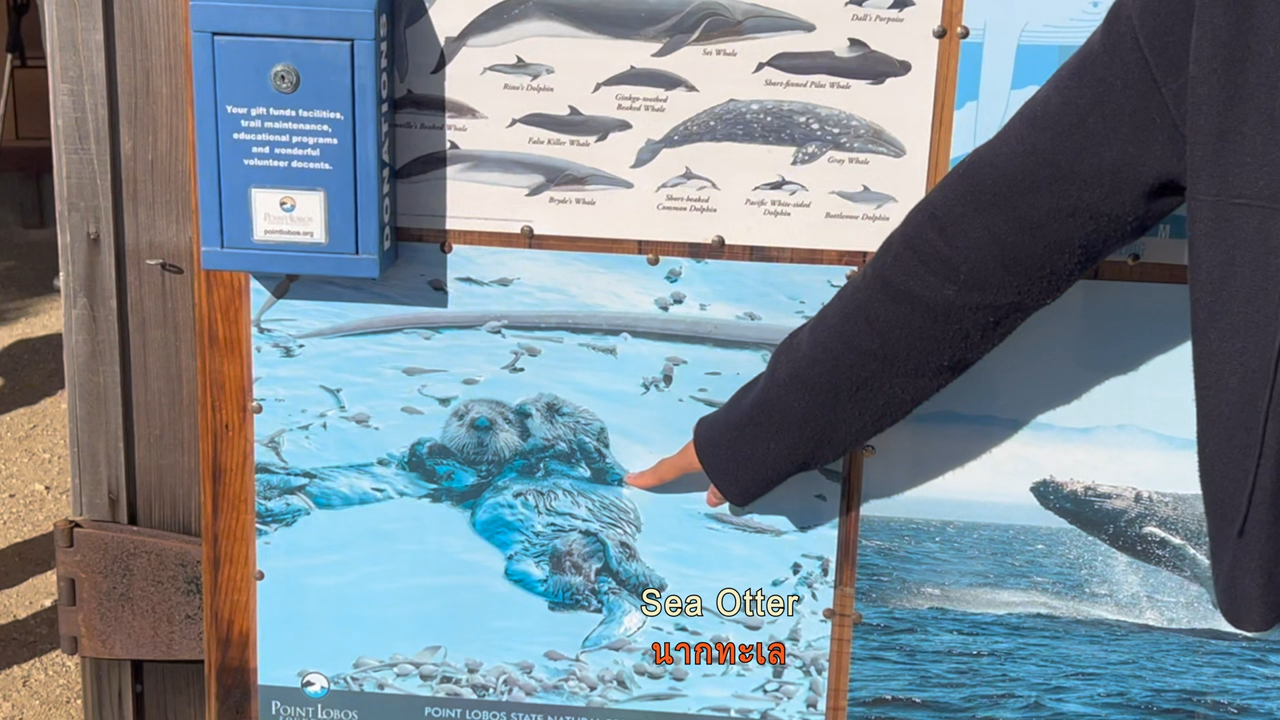 Your gift funds facilities,
trail maintenance,
educational programs
and wonderful
volunteer docents.
POINT LOBOS
pointlobos.org
DONATIONS
Dall's Porpoise
Sei Whale
Risso's Dolphin
Ginkgo-toothed
Beaked Whale
Short-finned Pilot Whale
Beaked Whale
False Killer Whale
Gray Whale
Bryde's Whale
Short-beaked
Common Dolphin
Pacific White-sided
Dolphin
Bottlenose Dolphin
Sea Otter
นากทะเล
POINT LOBOS
POINT LOBOS STATE NATURAL